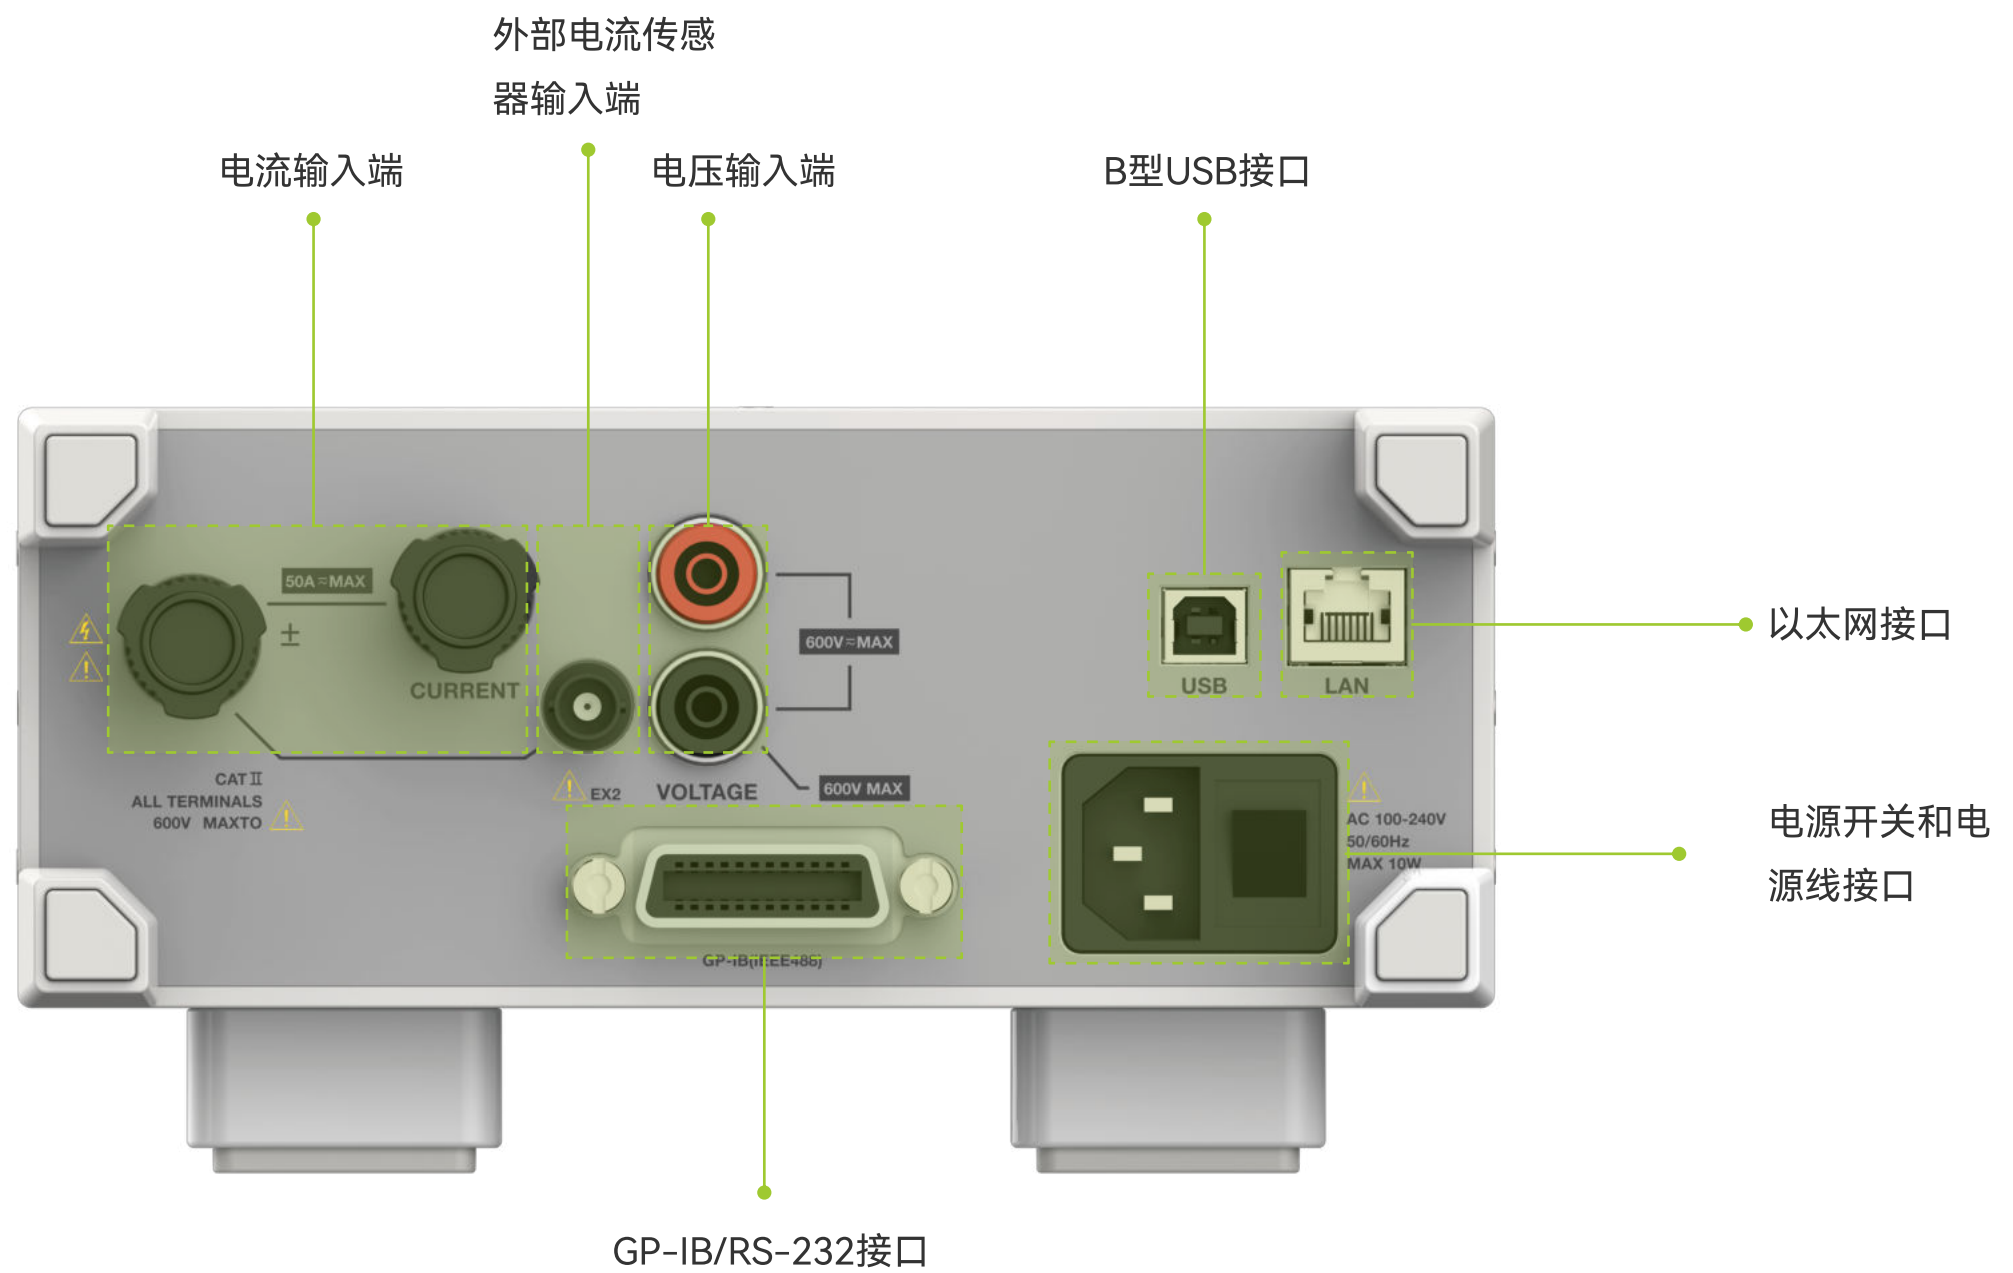 外部电流传感
器输入端
电流输入端
电压输入端
B型USB接口
50A≂MAX
±
CURRENT
600V≂MAX
USB
LAN
以太网接口
CAT II
ALL TERMINALS
600V MAXTO
EX2
VOLTAGE
600V MAX
AC 100-240V
50/60Hz
MAX 10W
电源开关和电
源线接口
GP-IB(IEEE488)
GP-IB/RS-232接口